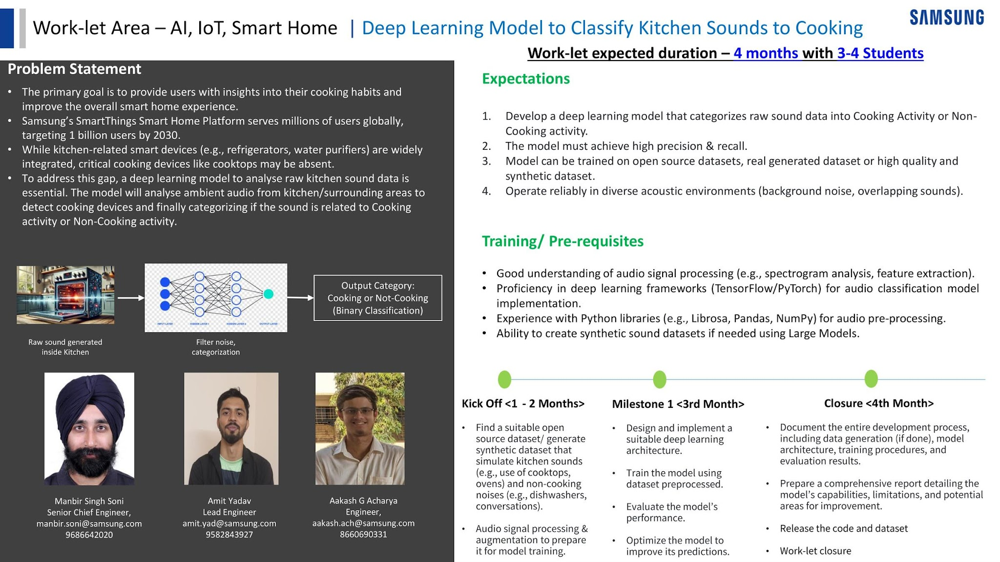 Work-let Area – AI, IoT, Smart Home | Deep Learning Model to Classify Kitchen Sounds to Cooking
SAMSUNG
Work-let expected duration – 4 months with 3-4 Students
Problem Statement
• The primary goal is to provide users with insights into their cooking habits and
improve the overall smart home experience.
• Samsung’s SmartThings Smart Home Platform serves millions of users globally,
targeting 1 billion users by 2030.
• While kitchen-related smart devices (e.g., refrigerators, water purifiers) are widely
integrated, critical cooking devices like cooktops may be absent.
• To address this gap, a deep learning model to analyse raw kitchen sound data is
essential. The model will analyse ambient audio from kitchen/surrounding areas to
detect cooking devices and finally categorizing if the sound is related to Cooking
activity or Non-Cooking activity.
INPUT LAYER
HIDDEN LAYER 1
HIDDEN LAYER 2
OUTPUT LAYER
Output Category:
Cooking or Not-Cooking
(Binary Classification)
Raw sound generated
inside Kitchen
Filter noise,
categorization
Manbir Singh Soni
Senior Chief Engineer,
manbir.soni@samsung.com
9686642020
Amit Yadav
Lead Engineer
amit.yad@samsung.com
9582843927
Aakash G Acharya
Engineer,
aakash.ach@samsung.com
8660690331
Expectations
1. Develop a deep learning model that categorizes raw sound data into Cooking Activity or Non-
Cooking activity.
2. The model must achieve high precision & recall.
3. Model can be trained on open source datasets, real generated dataset or high quality and
synthetic dataset.
4. Operate reliably in diverse acoustic environments (background noise, overlapping sounds).
Training/ Pre-requisites
• Good understanding of audio signal processing (e.g., spectrogram analysis, feature extraction).
• Proficiency in deep learning frameworks (TensorFlow/PyTorch) for audio classification model
implementation.
• Experience with Python libraries (e.g., Librosa, Pandas, NumPy) for audio pre-processing.
• Ability to create synthetic sound datasets if needed using Large Models.
Kick Off <1 - 2 Months>
• Find a suitable open
source dataset/ generate
synthetic dataset that
simulate kitchen sounds
(e.g., use of cooktops,
ovens) and non-cooking
noises (e.g., dishwashers,
conversations).
• Audio signal processing &
augmentation to prepare
it for model training.
Milestone 1 <3rd Month>
• Design and implement a
suitable deep learning
architecture.
• Train the model using
dataset preprocessed.
• Evaluate the model’s
performance.
• Optimize the model to
improve its predictions.
Closure <4th Month>
• Document the entire development process,
including data generation (if done), model
architecture, training procedures, and
evaluation results.
• Prepare a comprehensive report detailing the
model’s capabilities, limitations, and potential
areas for improvement.
• Release the code and dataset
• Work-let closure